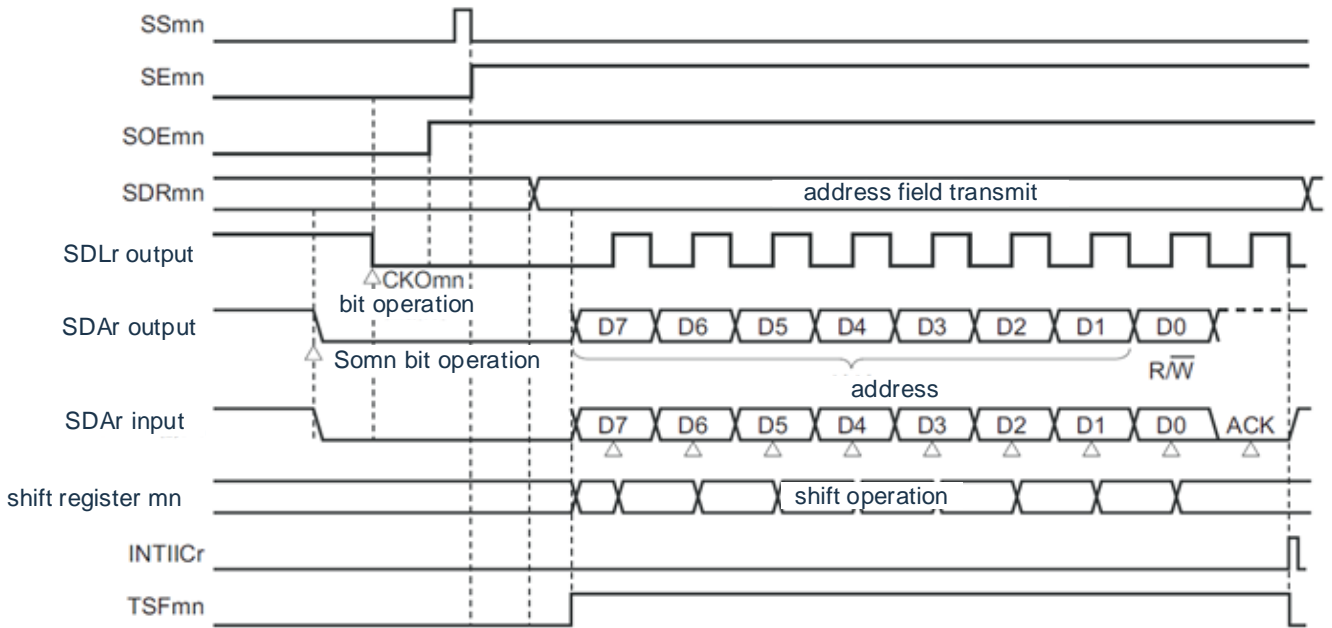 SSmn
SEmn
SOEmn
SDRmn address field transmit
SDLr output
CKOmn
bit operation
SDAr output D7 D6 D5 D4 D3 D2 D1 D0
Somn bit operation R/W̅
address
SDAr input D7 D6 D5 D4 D3 D2 D1 D0 ACK
shift register mn shift operation
INTIICr
TSFmn